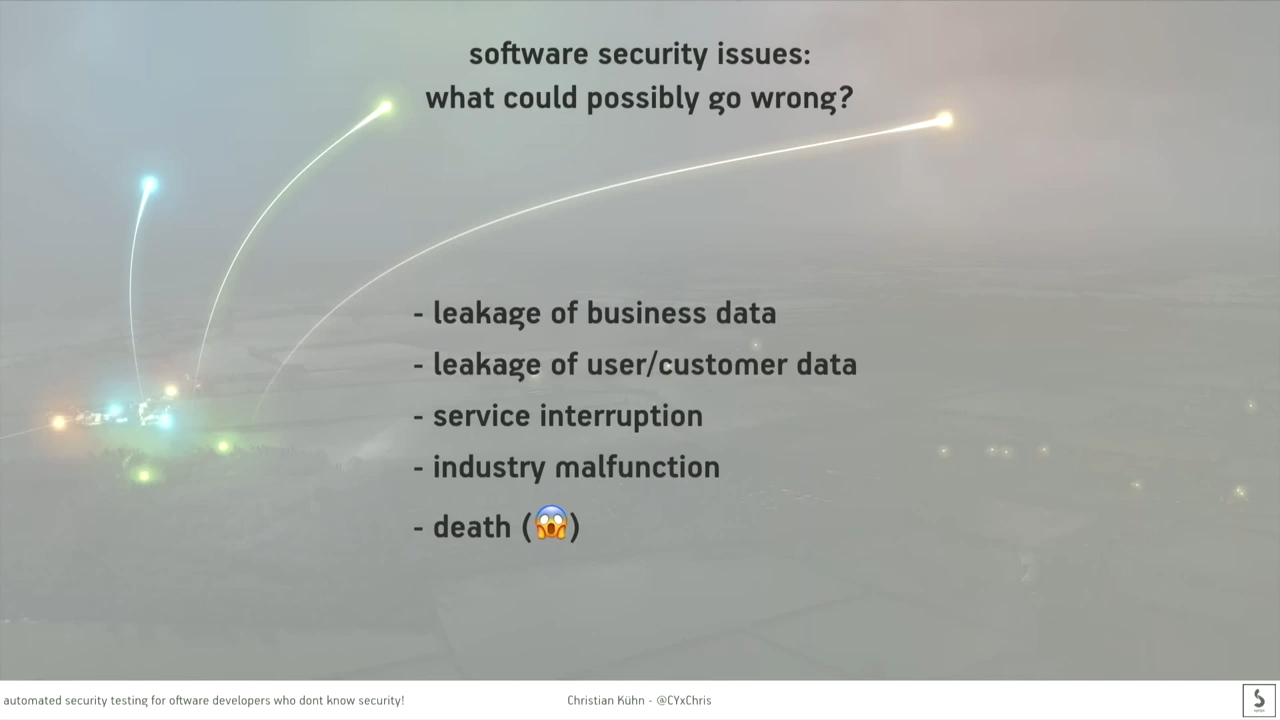 software security issues:
what could possibly go wrong?
- leakage of business data
- leakage of user/customer data
- service interruption
- industry malfunction
- death (😱)
automated security testing for oftware developers who dont know security!
Christian Kühn - @CYxChris